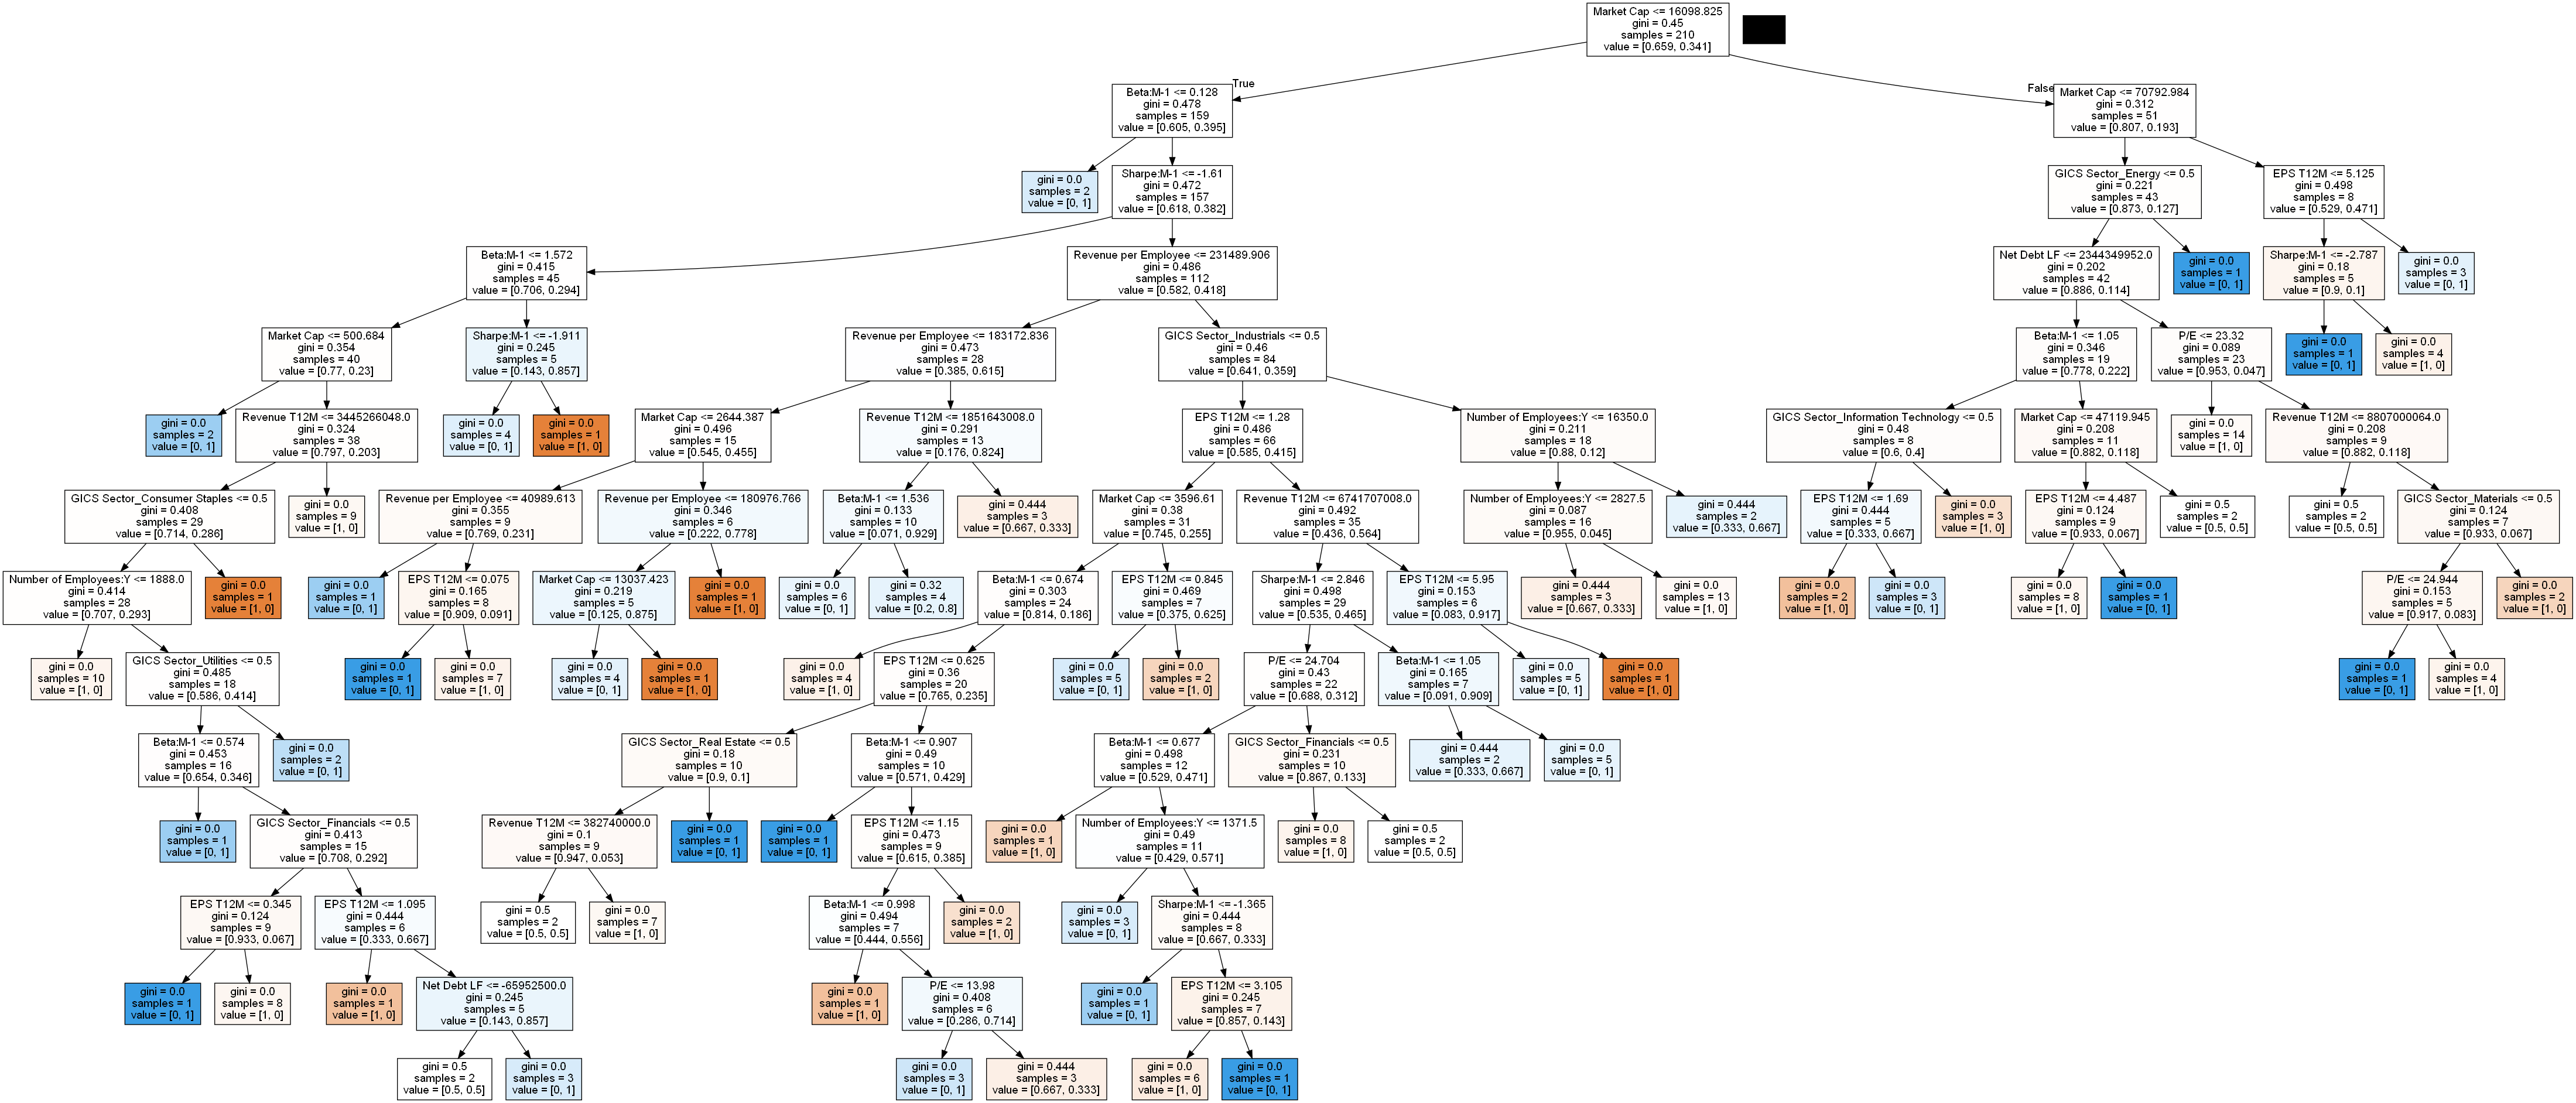 Market Cap <= 16098.825
gini = 0.45
samples = 210
value = [0.659, 0.341]
True
False
Beta:M-1 <= 0.128
gini = 0.478
samples = 159
value = [0.605, 0.395]
Market Cap <= 70792.984
gini = 0.312
samples = 51
value = [0.807, 0.193]
gini = 0.0
samples = 2
value = [0, 1]
Sharpe:M-1 <= -1.61
gini = 0.472
samples = 157
value = [0.618, 0.382]
GICS Sector_Energy <= 0.5
gini = 0.221
samples = 43
value = [0.873, 0.127]
EPS T12M <= 5.125
gini = 0.498
samples = 8
value = [0.529, 0.471]
Beta:M-1 <= 1.572
gini = 0.415
samples = 45
value = [0.706, 0.294]
Revenue per Employee <= 231489.906
gini = 0.486
samples = 112
value = [0.582, 0.418]
Net Debt LF <= 2344349952.0
gini = 0.202
samples = 42
value = [0.886, 0.114]
gini = 0.0
samples = 1
value = [0, 1]
Sharpe:M-1 <= -2.787
gini = 0.18
samples = 5
value = [0.9, 0.1]
gini = 0.0
samples = 3
value = [0, 1]
Market Cap <= 500.684
gini = 0.354
samples = 40
value = [0.77, 0.23]
Sharpe:M-1 <= -1.911
gini = 0.245
samples = 5
value = [0.143, 0.857]
Revenue per Employee <= 183172.836
gini = 0.473
samples = 28
value = [0.385, 0.615]
GICS Sector_Industrials <= 0.5
gini = 0.46
samples = 84
value = [0.641, 0.359]
Beta:M-1 <= 1.05
gini = 0.346
samples = 19
value = [0.778, 0.222]
P/E <= 23.32
gini = 0.089
samples = 23
value = [0.953, 0.047]
gini = 0.0
samples = 1
value = [0, 1]
gini = 0.0
samples = 4
value = [1, 0]
gini = 0.0
samples = 2
value = [0, 1]
Revenue T12M <= 3445266048.0
gini = 0.324
samples = 38
value = [0.797, 0.203]
gini = 0.0
samples = 4
value = [0, 1]
gini = 0.0
samples = 1
value = [1, 0]
Market Cap <= 2644.387
gini = 0.496
samples = 15
value = [0.545, 0.455]
Revenue T12M <= 1851643008.0
gini = 0.291
samples = 13
value = [0.176, 0.824]
EPS T12M <= 1.28
gini = 0.486
samples = 66
value = [0.585, 0.415]
Number of Employees:Y <= 16350.0
gini = 0.211
samples = 18
value = [0.88, 0.12]
GICS Sector_Information Technology <= 0.5
gini = 0.48
samples = 8
value = [0.6, 0.4]
Market Cap <= 47119.945
gini = 0.208
samples = 11
value = [0.882, 0.118]
gini = 0.0
samples = 14
value = [1, 0]
Revenue T12M <= 8807000064.0
gini = 0.208
samples = 9
value = [0.882, 0.118]
GICS Sector_Consumer Staples <= 0.5
gini = 0.408
samples = 29
value = [0.714, 0.286]
gini = 0.0
samples = 9
value = [1, 0]
Revenue per Employee <= 40989.613
gini = 0.355
samples = 9
value = [0.769, 0.231]
Revenue per Employee <= 180976.766
gini = 0.346
samples = 6
value = [0.222, 0.778]
Beta:M-1 <= 1.536
gini = 0.133
samples = 10
value = [0.071, 0.929]
gini = 0.444
samples = 3
value = [0.667, 0.333]
Market Cap <= 3596.61
gini = 0.38
samples = 31
value = [0.745, 0.255]
Revenue T12M <= 6741707008.0
gini = 0.492
samples = 35
value = [0.436, 0.564]
Number of Employees:Y <= 2827.5
gini = 0.087
samples = 16
value = [0.955, 0.045]
gini = 0.444
samples = 2
value = [0.333, 0.667]
EPS T12M <= 1.69
gini = 0.444
samples = 5
value = [0.333, 0.667]
gini = 0.0
samples = 3
value = [1, 0]
EPS T12M <= 4.487
gini = 0.124
samples = 9
value = [0.933, 0.067]
gini = 0.5
samples = 2
value = [0.5, 0.5]
gini = 0.5
samples = 2
value = [0.5, 0.5]
GICS Sector_Materials <= 0.5
gini = 0.124
samples = 7
value = [0.933, 0.067]
Number of Employees:Y <= 1888.0
gini = 0.414
samples = 28
value = [0.707, 0.293]
gini = 0.0
samples = 1
value = [1, 0]
gini = 0.0
samples = 1
value = [0, 1]
EPS T12M <= 0.075
gini = 0.165
samples = 8
value = [0.909, 0.091]
Market Cap <= 13037.423
gini = 0.219
samples = 5
value = [0.125, 0.875]
gini = 0.0
samples = 1
value = [1, 0]
gini = 0.0
samples = 6
value = [0, 1]
gini = 0.32
samples = 4
value = [0.2, 0.8]
Beta:M-1 <= 0.674
gini = 0.303
samples = 24
value = [0.814, 0.186]
EPS T12M <= 0.845
gini = 0.469
samples = 7
value = [0.375, 0.625]
Sharpe:M-1 <= 2.846
gini = 0.498
samples = 29
value = [0.535, 0.465]
EPS T12M <= 5.95
gini = 0.153
samples = 6
value = [0.083, 0.917]
gini = 0.444
samples = 3
value = [0.667, 0.333]
gini = 0.0
samples = 13
value = [1, 0]
gini = 0.0
samples = 2
value = [1, 0]
gini = 0.0
samples = 3
value = [0, 1]
gini = 0.0
samples = 8
value = [1, 0]
gini = 0.0
samples = 1
value = [0, 1]
P/E <= 24.944
gini = 0.153
samples = 5
value = [0.917, 0.083]
gini = 0.0
samples = 2
value = [1, 0]
gini = 0.0
samples = 10
value = [1, 0]
GICS Sector_Utilities <= 0.5
gini = 0.485
samples = 18
value = [0.586, 0.414]
gini = 0.0
samples = 1
value = [0, 1]
gini = 0.0
samples = 7
value = [1, 0]
gini = 0.0
samples = 4
value = [0, 1]
gini = 0.0
samples = 1
value = [1, 0]
gini = 0.0
samples = 4
value = [1, 0]
EPS T12M <= 0.625
gini = 0.36
samples = 20
value = [0.765, 0.235]
gini = 0.0
samples = 5
value = [0, 1]
gini = 0.0
samples = 2
value = [1, 0]
P/E <= 24.704
gini = 0.43
samples = 22
value = [0.688, 0.312]
Beta:M-1 <= 1.05
gini = 0.165
samples = 7
value = [0.091, 0.909]
gini = 0.0
samples = 5
value = [0, 1]
gini = 0.0
samples = 1
value = [1, 0]
gini = 0.0
samples = 1
value = [0, 1]
gini = 0.0
samples = 4
value = [1, 0]
Beta:M-1 <= 0.574
gini = 0.453
samples = 16
value = [0.654, 0.346]
gini = 0.0
samples = 2
value = [0, 1]
GICS Sector_Real Estate <= 0.5
gini = 0.18
samples = 10
value = [0.9, 0.1]
Beta:M-1 <= 0.907
gini = 0.49
samples = 10
value = [0.571, 0.429]
Beta:M-1 <= 0.677
gini = 0.498
samples = 12
value = [0.529, 0.471]
GICS Sector_Financials <= 0.5
gini = 0.231
samples = 10
value = [0.867, 0.133]
gini = 0.444
samples = 2
value = [0.333, 0.667]
gini = 0.0
samples = 5
value = [0, 1]
gini = 0.0
samples = 1
value = [0, 1]
GICS Sector_Financials <= 0.5
gini = 0.413
samples = 15
value = [0.708, 0.292]
Revenue T12M <= 382740000.0
gini = 0.1
samples = 9
value = [0.947, 0.053]
gini = 0.0
samples = 1
value = [0, 1]
gini = 0.0
samples = 1
value = [0, 1]
EPS T12M <= 1.15
gini = 0.473
samples = 9
value = [0.615, 0.385]
gini = 0.0
samples = 1
value = [1, 0]
Number of Employees:Y <= 1371.5
gini = 0.49
samples = 11
value = [0.429, 0.571]
gini = 0.0
samples = 8
value = [1, 0]
gini = 0.5
samples = 2
value = [0.5, 0.5]
EPS T12M <= 0.345
gini = 0.124
samples = 9
value = [0.933, 0.067]
EPS T12M <= 1.095
gini = 0.444
samples = 6
value = [0.333, 0.667]
gini = 0.5
samples = 2
value = [0.5, 0.5]
gini = 0.0
samples = 7
value = [1, 0]
Beta:M-1 <= 0.998
gini = 0.494
samples = 7
value = [0.444, 0.556]
gini = 0.0
samples = 2
value = [1, 0]
gini = 0.0
samples = 3
value = [0, 1]
Sharpe:M-1 <= -1.365
gini = 0.444
samples = 8
value = [0.667, 0.333]
gini = 0.0
samples = 1
value = [0, 1]
gini = 0.0
samples = 8
value = [1, 0]
gini = 0.0
samples = 1
value = [1, 0]
Net Debt LF <= -65952500.0
gini = 0.245
samples = 5
value = [0.143, 0.857]
gini = 0.0
samples = 1
value = [1, 0]
P/E <= 13.98
gini = 0.408
samples = 6
value = [0.286, 0.714]
gini = 0.0
samples = 1
value = [0, 1]
EPS T12M <= 3.105
gini = 0.245
samples = 7
value = [0.857, 0.143]
gini = 0.5
samples = 2
value = [0.5, 0.5]
gini = 0.0
samples = 3
value = [0, 1]
gini = 0.0
samples = 3
value = [0, 1]
gini = 0.444
samples = 3
value = [0.667, 0.333]
gini = 0.0
samples = 6
value = [1, 0]
gini = 0.0
samples = 1
value = [0, 1]